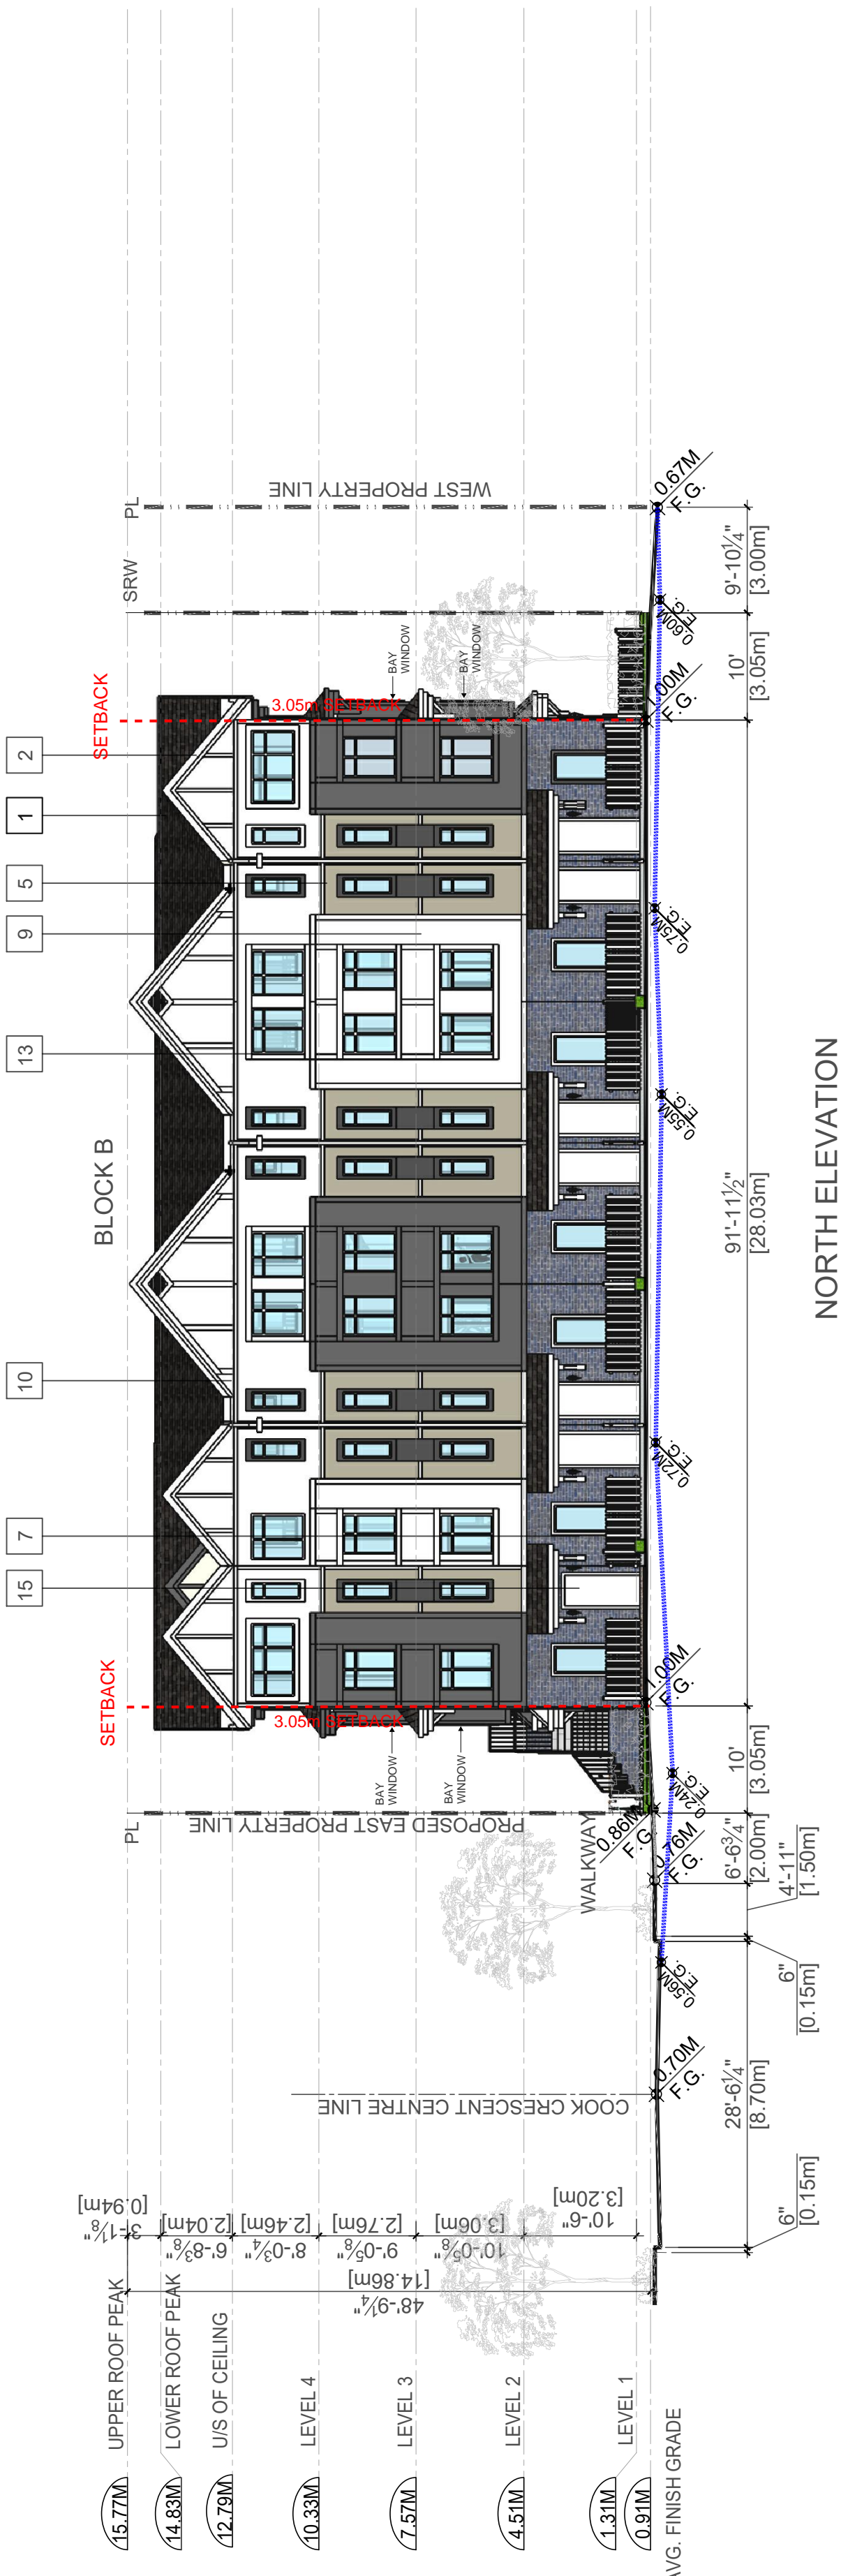 UPPER ROOF PEAK
15.77M
LOWER ROOF PEAK
14.83M
U/S OF CEILING
12.79M
LEVEL 4
10.33M
LEVEL 3
7.57M
LEVEL 2
4.51M
LEVEL 1
1.31M
0.91M
AVG. FINISH GRADE
3'-1⅛"
[0.94m]
6'-8⅜"
[2.04m]
8'-0¾"
[2.46m]
9'-0⅝"
[2.76m]
10'-0⅝"
[3.06m]
10'-6"
[3.20m]
48'-9¼"
[14.86m]
COOK CRESCENT CENTRE LINE
WALKWAY
PL
PROPOSED EAST PROPERTY LINE
SETBACK
3.05m SETBACK
BAY
WINDOW
BAY
WINDOW
15
7
10
BLOCK B
13
9
5
1
2
SETBACK
3.05m SETBACK
BAY
WINDOW
BAY
WINDOW
SRW
PL
WEST PROPERTY LINE
0.70M
F.G.
0.56M
E.G.
0.76M
F.G.
0.86M
F.G.
0.24M
E.G.
1.00M
F.G.
0.72M
E.G.
0.55M
E.G.
0.75M
E.G.
.00M
F.G.
0.60M
E.G.
0.67M
F.G.
6"
[0.15m]
28'-6¼"
[8.70m]
6"
[0.15m]
4'-11"
[1.50m]
6'-6¾"
[2.00m]
10'
[3.05m]
91'-11½"
[28.03m]
10'
[3.05m]
9'-10¼"
[3.00m]
NORTH ELEVATION